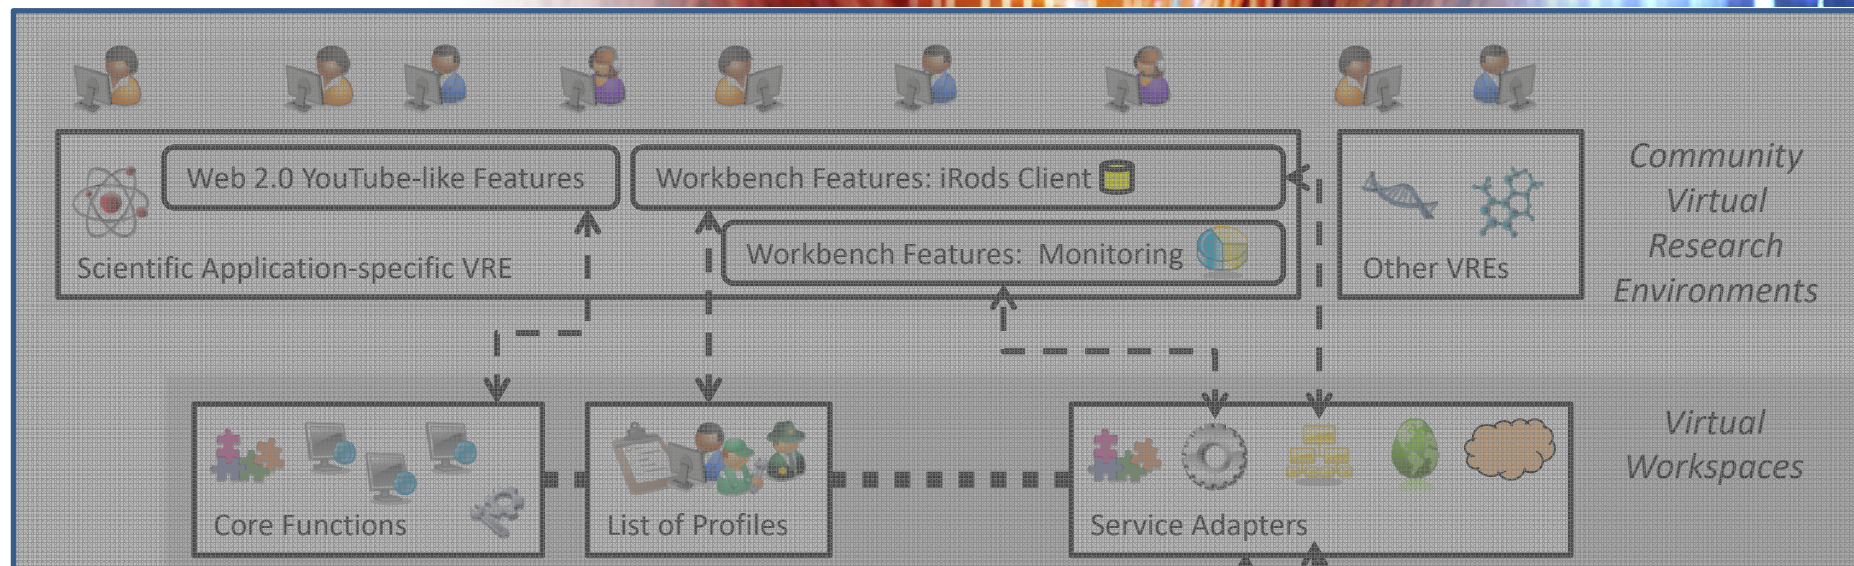 Web 2.0 YouTube-like Features
Workbench Features: iRods Client
Workbench Features: Monitoring
Scientific Application-specific VRE
Other VREs
Community
Virtual
Research
Environments
Core Functions
List of Profiles
Service Adapters
Virtual
Workspaces